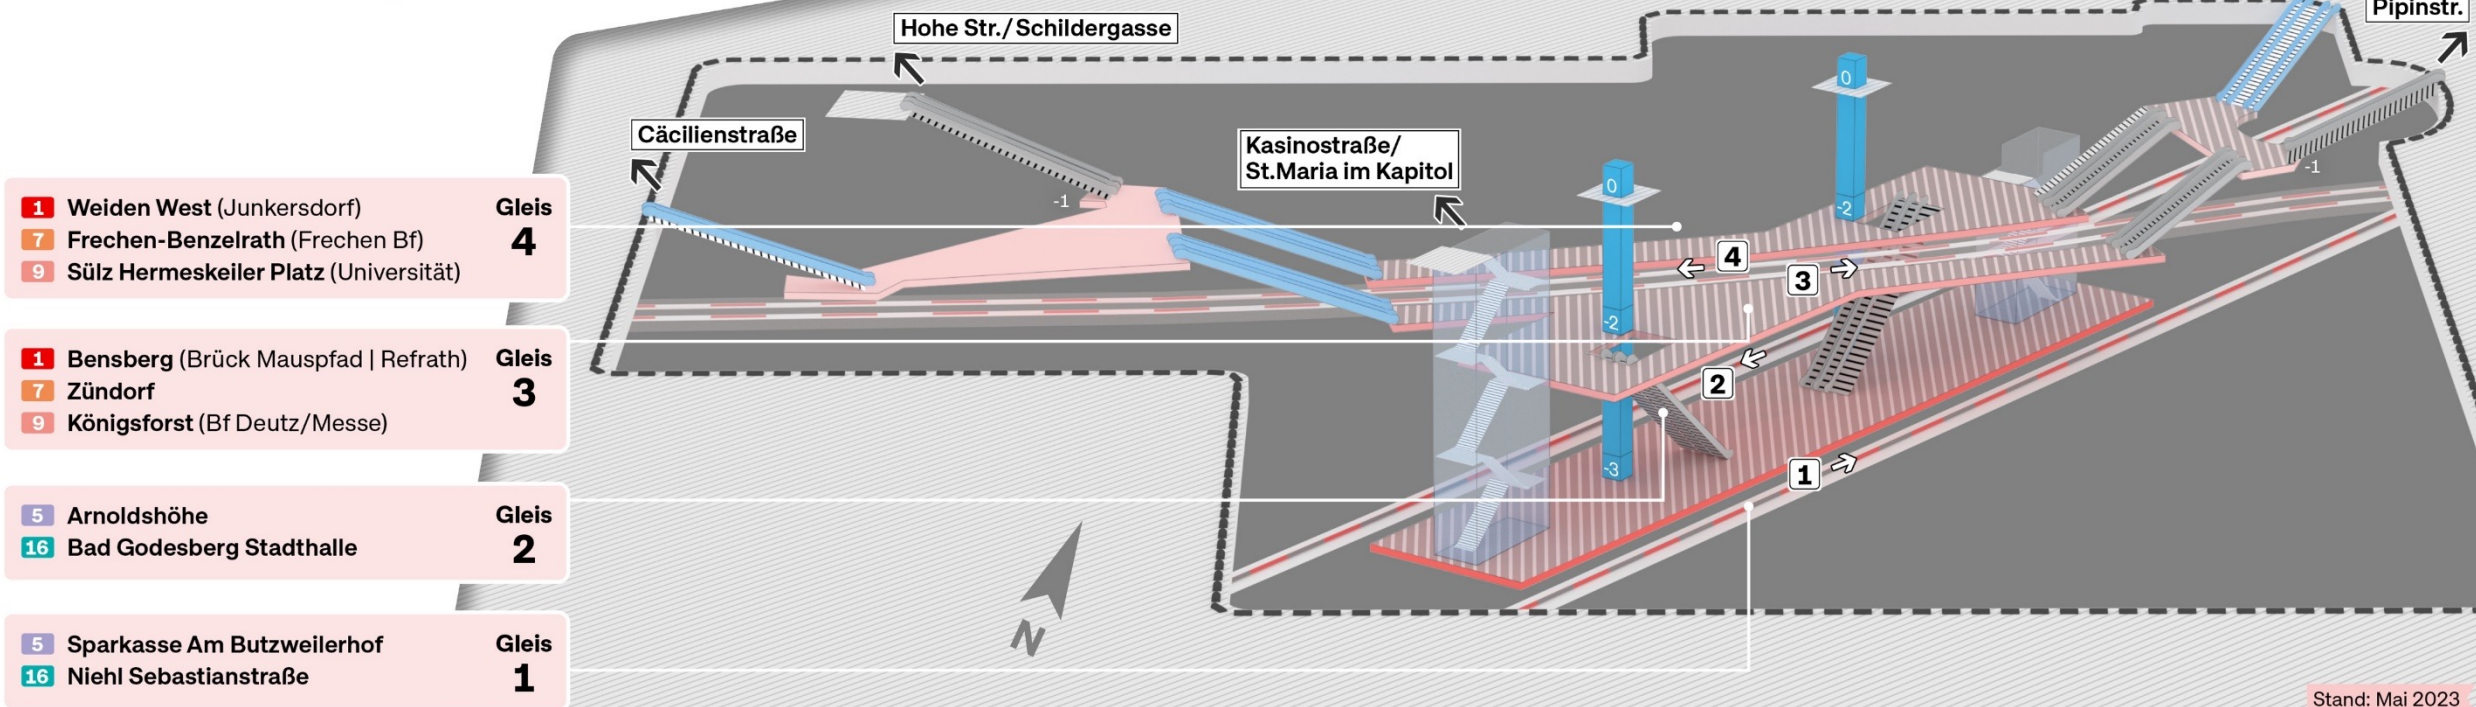 Pipinstr.
Hohe Str./Schildergasse
Cäcilienstraße
Kasinostraße/
St.Maria im Kapitol
0
-2
0
-2
-3
-1
-1
4
3
2
1
1 Weiden West (Junkersdorf)
7 Frechen-Benzelrath (Frechen Bf)
9 Sülz Hermeskeiler Platz (Universität)
Gleis
4
1 Bensberg (Brück Mauspfad | Refrath)
7 Zündorf
9 Königsforst (Bf Deutz/Messe)
Gleis
3
5 Arnoldshöhe
16 Bad Godesberg Stadthalle
Gleis
2
5 Sparkasse Am Butzweilerhof
16 Niehl Sebastianstraße
Gleis
1
N
Stand: Mai 2023